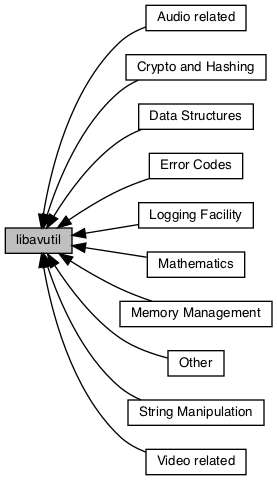 Audio related
Crypto and Hashing
Data Structures
Error Codes
Logging Facility
libavutil
Mathematics
Memory Management
Other
String Manipulation
Video related